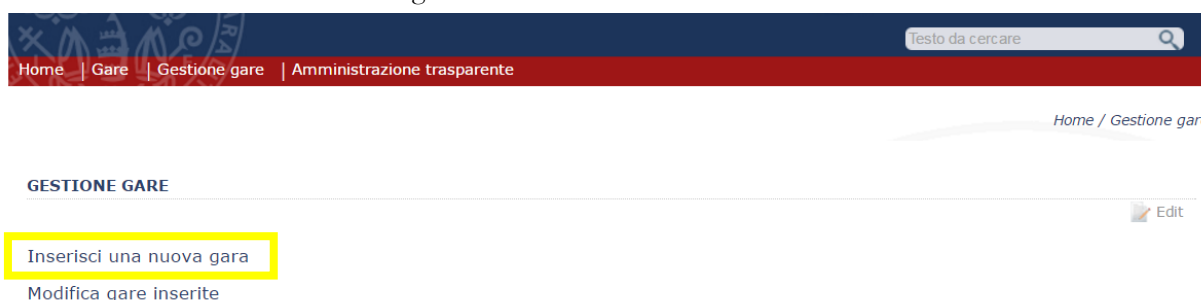 Testo da cercare
Home | Gare | Gestione gare | Amministrazione trasparente
Home / Gestione gar
GESTIONE GARE
Edit
Inserisci una nuova gara
Modifica gare inserite